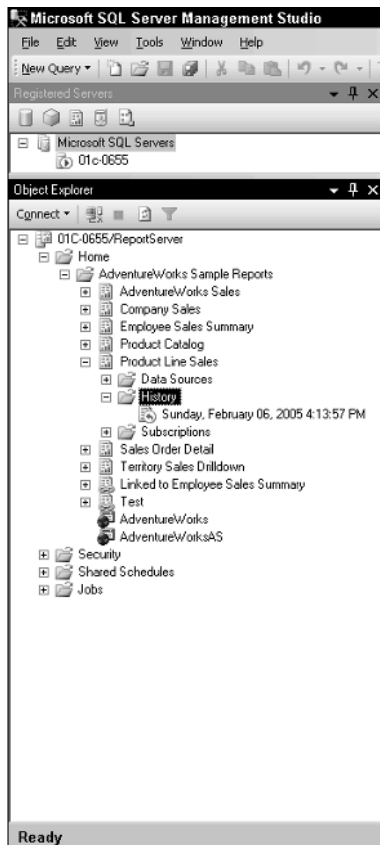 Microsoft SQL Server Management Studio
File Edit View Tools Window Help
New Query
Registered Servers
Microsoft SQL Servers
01c-0655
Object Explorer
Connect
01C-0655/ReportServer
Home
AdventureWorks Sample Reports
AdventureWorks Sales
Company Sales
Employee Sales Summary
Product Catalog
Product Line Sales
Data Sources
History
Sunday, February 06, 2005 4:13:57 PM
Subscriptions
Sales Order Detail
Territory Sales Drilldown
Linked to Employee Sales Summary
Test
AdventureWorks
AdventureWorksAS
Security
Shared Schedules
Jobs
Ready